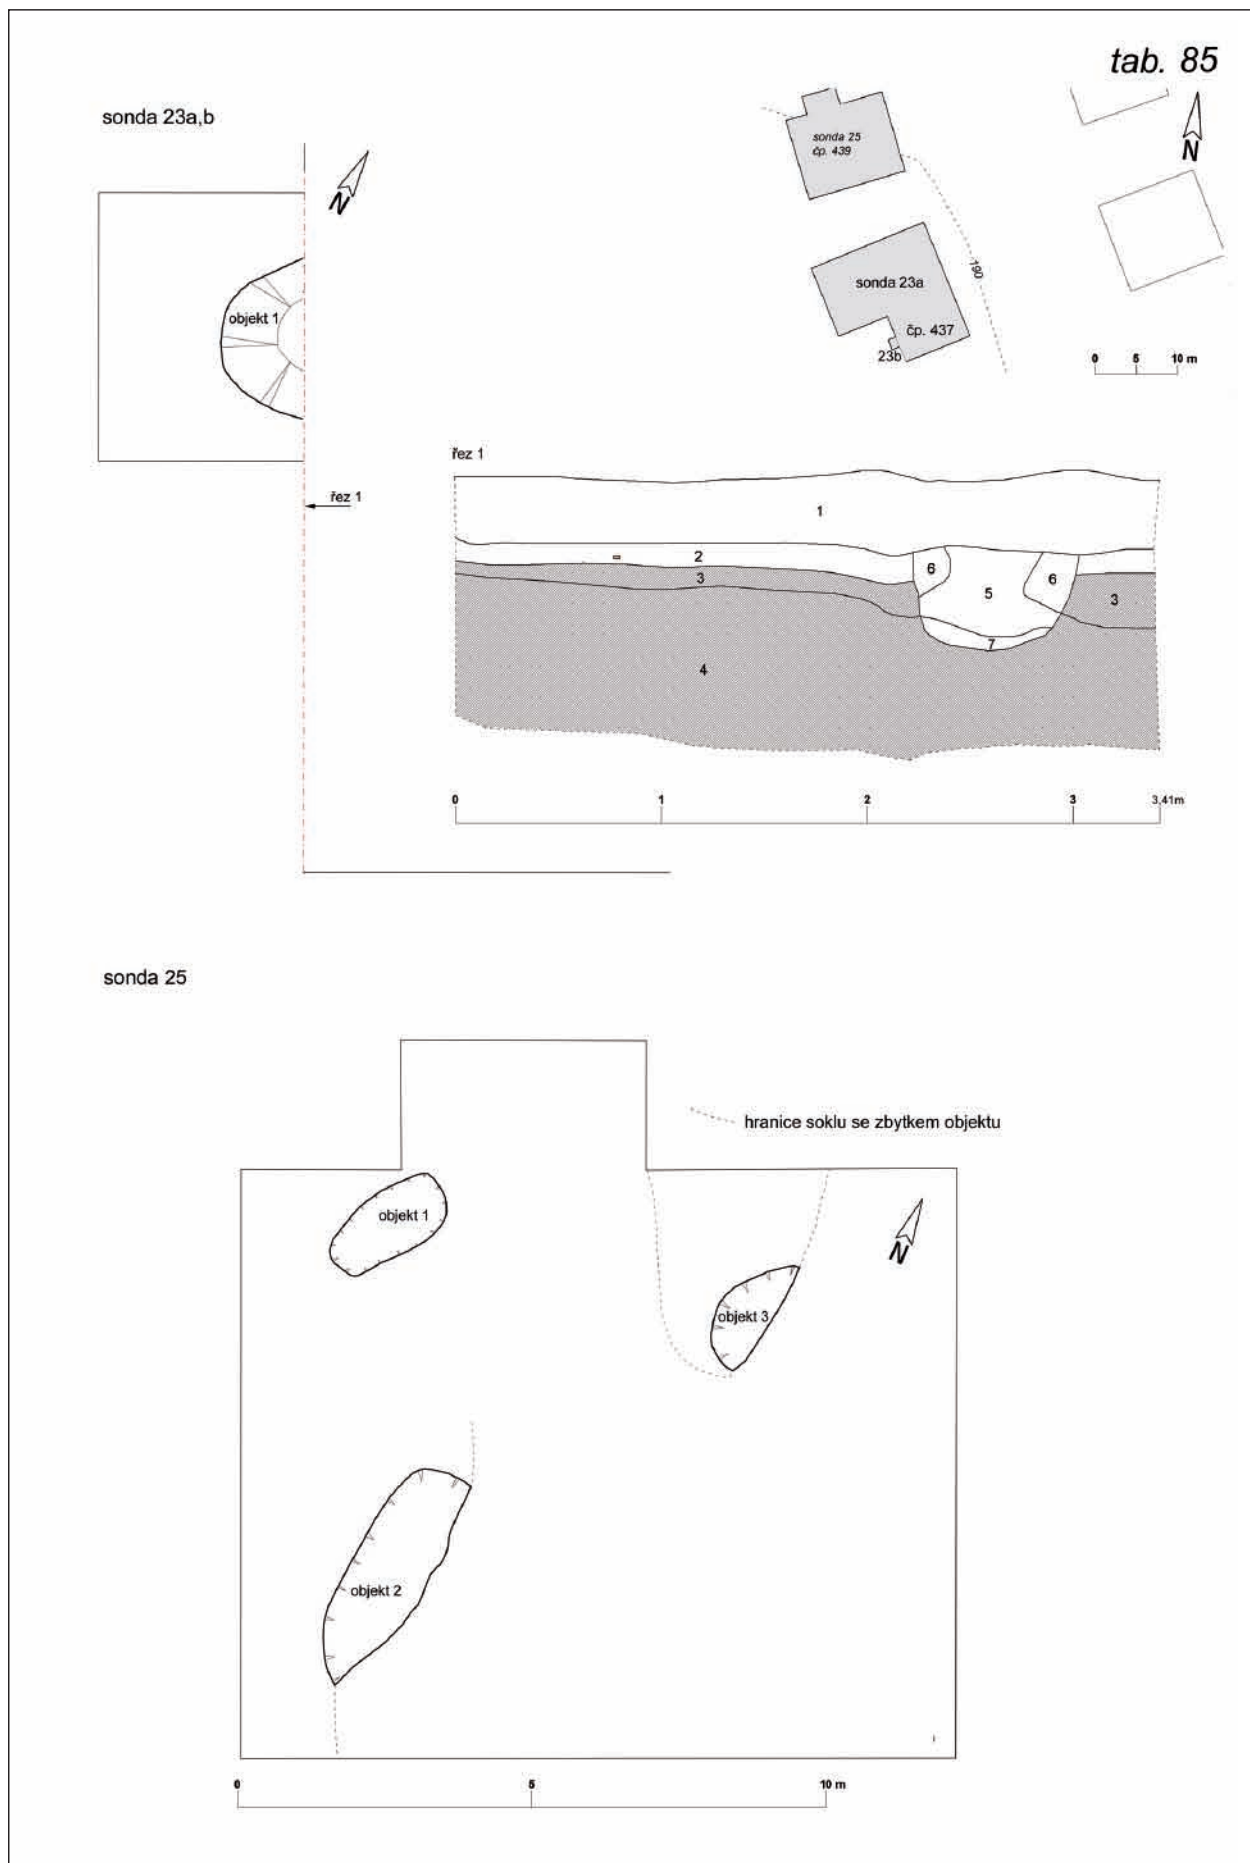 tab. 85
sonda 23a,b
N
sonda 25
čp. 439
N
190
sonda 23a
čp. 437
23b
0 5 10 m
objekt 1
řez 1
řez 1
1
2
3
6
5
6
3
7
4
0 1 2 3 3,41m
sonda 25
hranice soklu se zbytkem objektu
objekt 1
N
objekt 3
objekt 2
0 5 10 m